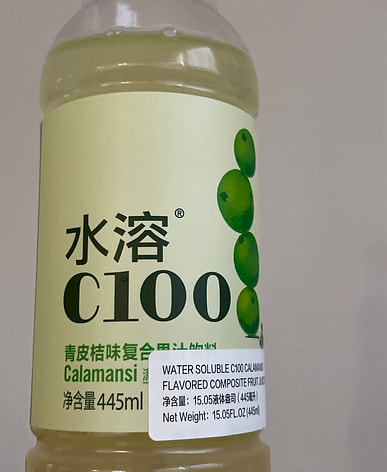 水溶®
C100
青皮桔味复合果汁饮料
Calamansi
净含量445ml
WATER SOLUBLE C100 CALAMANSI
FLAVORED COMPOSITE FRUIT JUICE
净含量：15.05液体盎司（445毫升）
Net Weight：15.05FL.OZ (445ml)